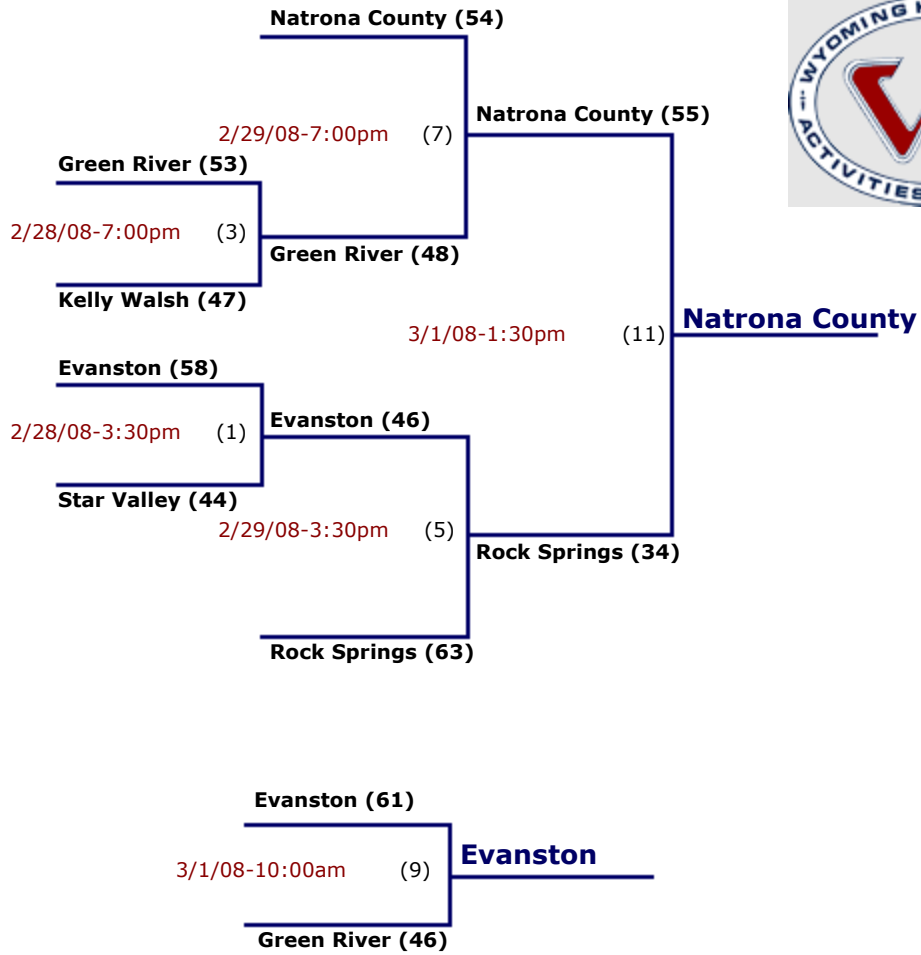 Natrona County (54)
WYOMING H
ACTIVITIES
2/29/08-7:00pm (7)
Natrona County (55)
Green River (53)
2/28/08-7:00pm (3)
Green River (48)
Kelly Walsh (47)
3/1/08-1:30pm (11)
Natrona County
Evanston (58)
2/28/08-3:30pm (1)
Evanston (46)
Star Valley (44)
2/29/08-3:30pm (5)
Rock Springs (34)
Rock Springs (63)
Evanston (61)
3/1/08-10:00am (9)
Evanston
Green River (46)